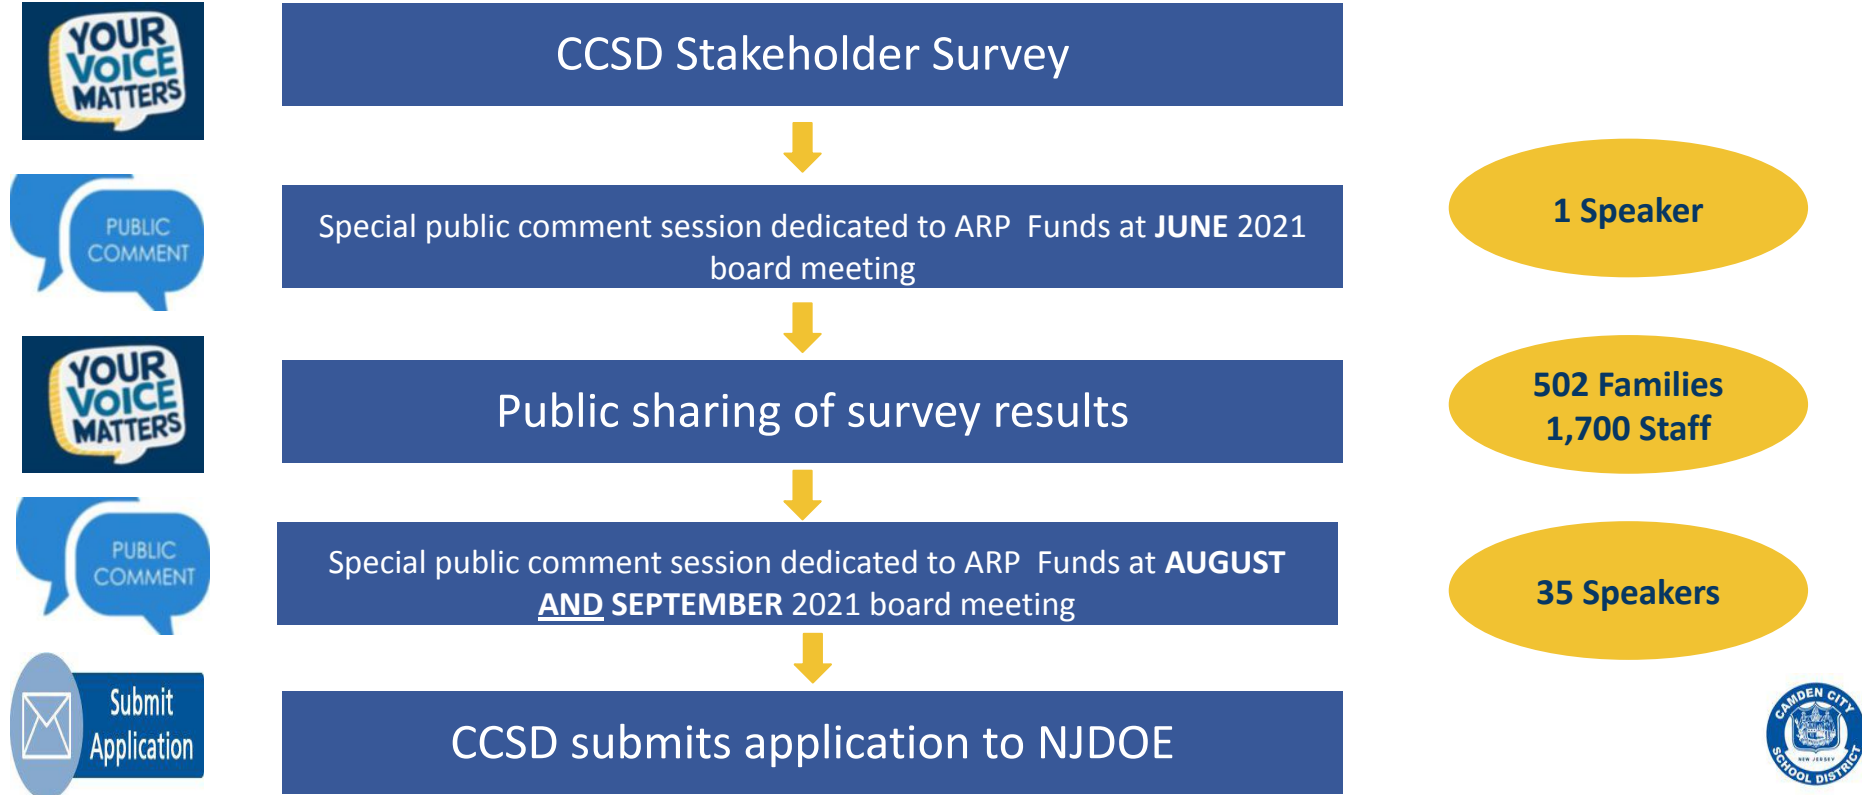 YOUR
VOICE
MATTERS
CCSD Stakeholder Survey
PUBLIC
COMMENT
Special public comment session dedicated to ARP  Funds at JUNE 2021
board meeting
1 Speaker
YOUR
VOICE
MATTERS
Public sharing of survey results
502 Families
1,700 Staff
PUBLIC
COMMENT
Special public comment session dedicated to ARP  Funds at AUGUST
AND SEPTEMBER 2021 board meeting
35 Speakers
Submit
Application
CCSD submits application to NJDOE
CAMDEN CITY
NEW JERSEY
SCHOOL DISTRICT